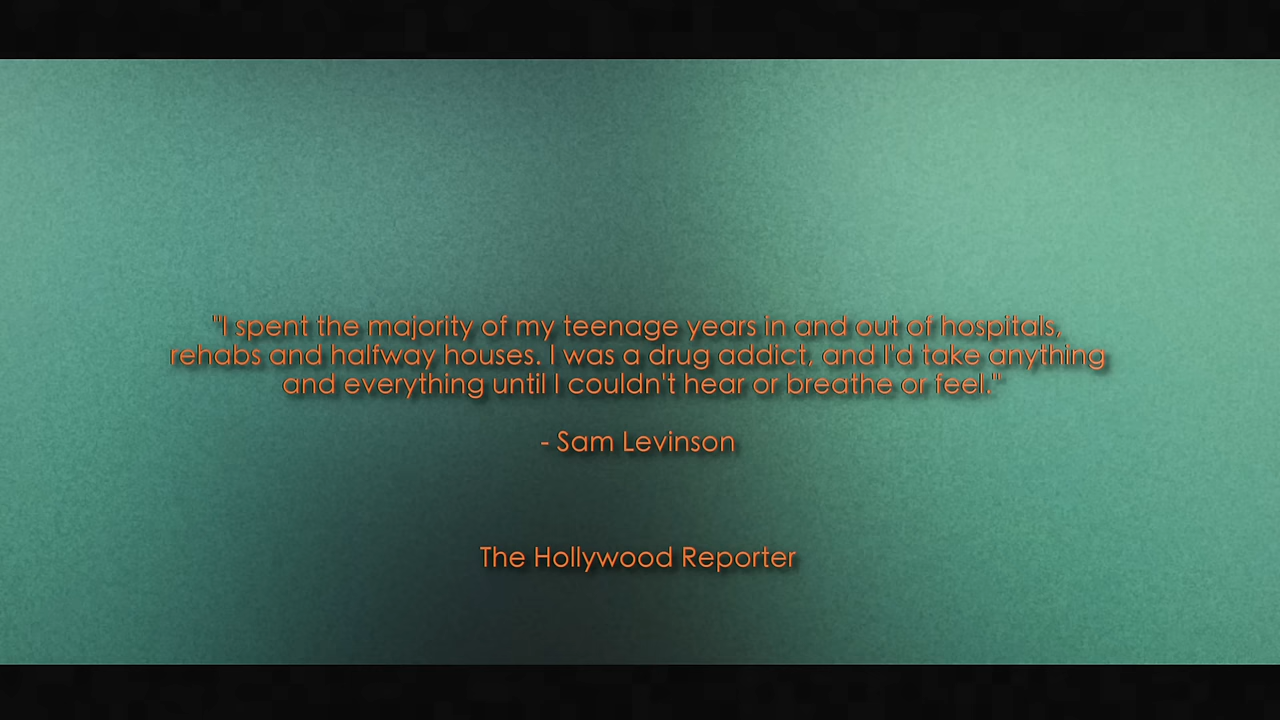 "I spent the majority of my teenage years in and out of hospitals,
rehabs and halfway houses. I was a drug addict, and I'd take anything
and everything until I couldn't hear or breathe or feel."
- Sam Levinson
The Hollywood Reporter